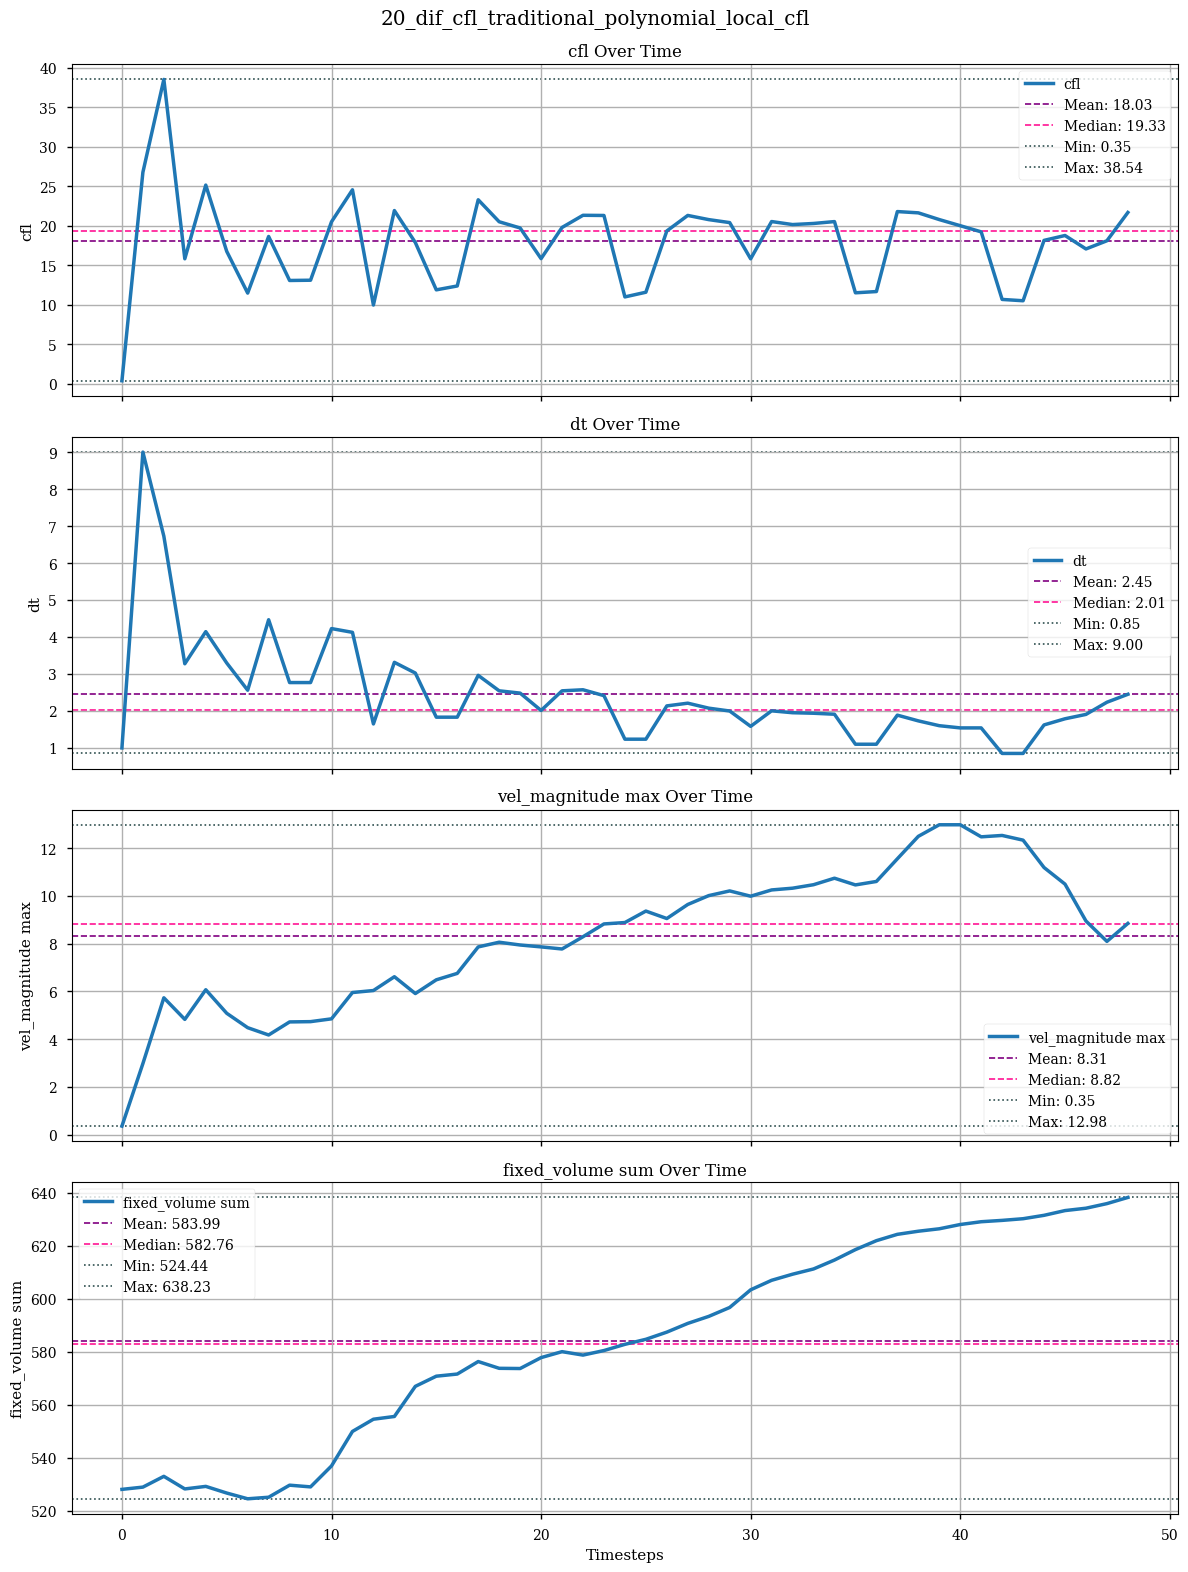 20_dif_cfl_traditional_polynomial_local_cfl
cfl Over Time
40
35
30
25
20
15
10
5
0
cfl
cfl
Mean: 18.03
Median: 19.33
Min: 0.35
Max: 38.54
dt Over Time
9
8
7
6
5
4
3
2
1
dt
dt
Mean: 2.45
Median: 2.01
Min: 0.85
Max: 9.00
vel_magnitude max Over Time
12
10
8
6
4
2
0
vel_magnitude max
vel_magnitude max
Mean: 8.31
Median: 8.82
Min: 0.35
Max: 12.98
fixed_volume sum Over Time
640
620
600
580
560
540
520
fixed_volume sum
fixed_volume sum
Mean: 583.99
Median: 582.76
Min: 524.44
Max: 638.23
0 10 20 30 40 50
Timesteps